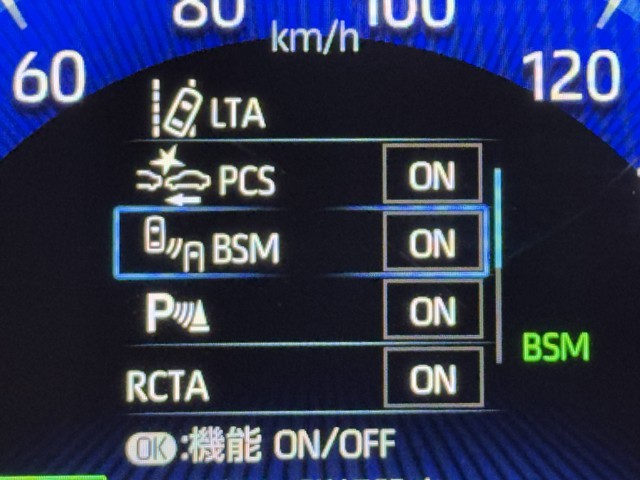 80 100
km/h
60 120
LTA
PCS ON
BSM ON
P ON
BSM
RCTA ON
OK:機能 ON/OFF